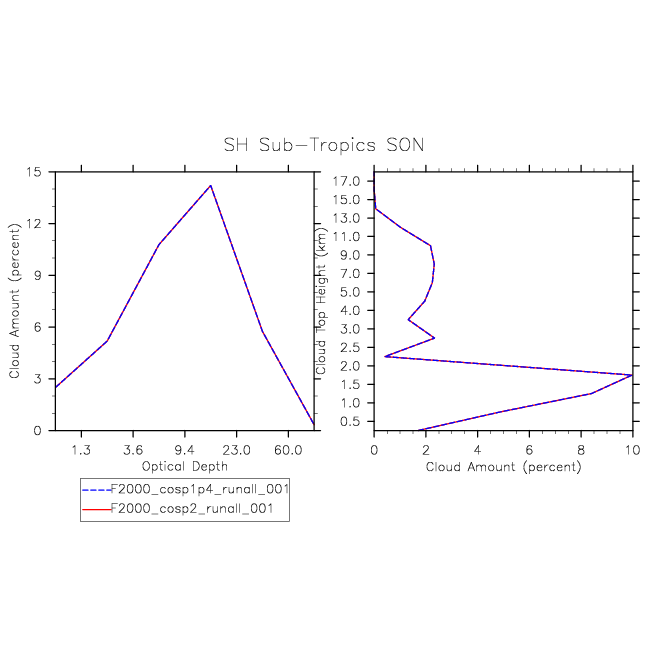 SH Sub-Tropics SON
Cloud Amount (percent)
15
12
9
6
3
0
1.3 3.6 9.4 23.0 60.0
Optical Depth
Cloud Top Height (km)
17.0
15.0
13.0
11.0
9.0
7.0
5.0
4.0
3.0
2.5
2.0
1.5
1.0
0.5
0 2 4 6 8 10
Cloud Amount (percent)
F2000_cosp1p4_runall_001
F2000_cosp2_runall_001